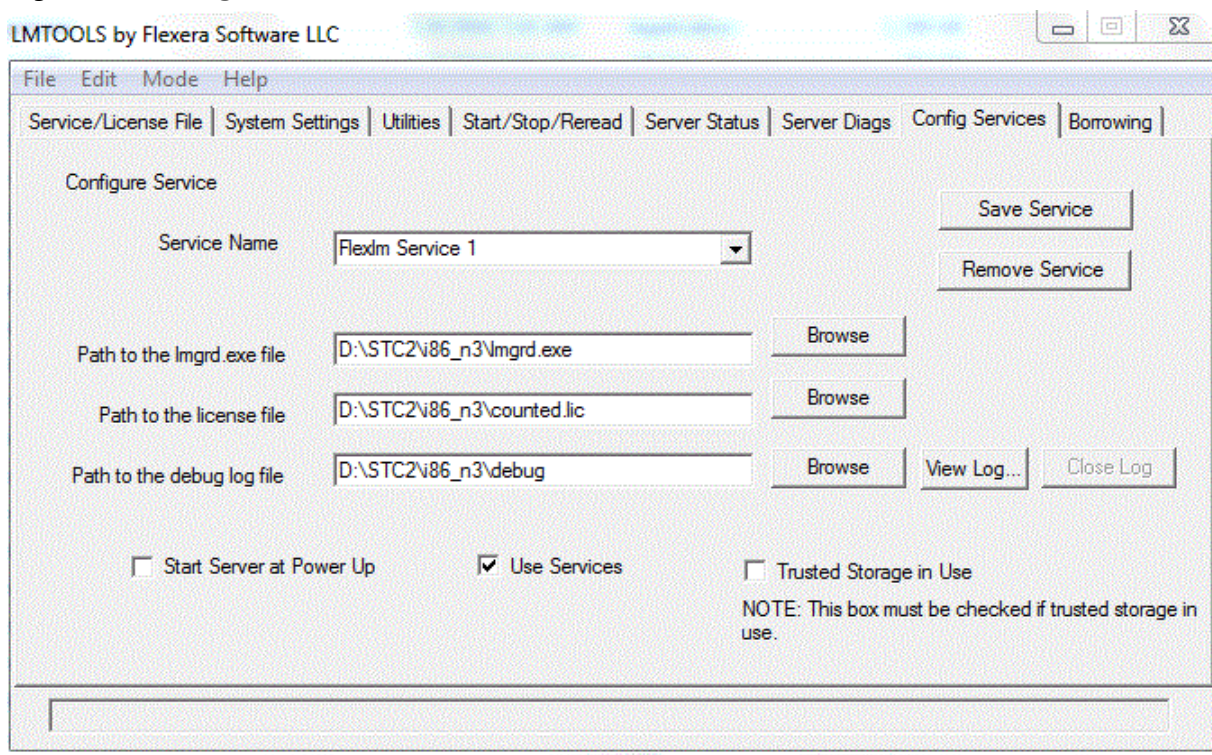 LMTOOLS by Flexera Software LLC
File Edit Mode Help
Service/License File System Settings Utilities Start/Stop/Reread Server Status Server Diags Config Services Borrowing
Configure Service
Save Service
Service Name Flexlm Service 1
Remove Service
Path to the lmgrd.exe file D:\STC2\i86_n3\lmgrd.exe Browse
Path to the license file D:\STC2\i86_n3\counted.lic Browse
Path to the debug log file D:\STC2\i86_n3\debug Browse View Log... Close Log
Start Server at Power Up Use Services Trusted Storage in Use
NOTE: This box must be checked if trusted storage in
use.